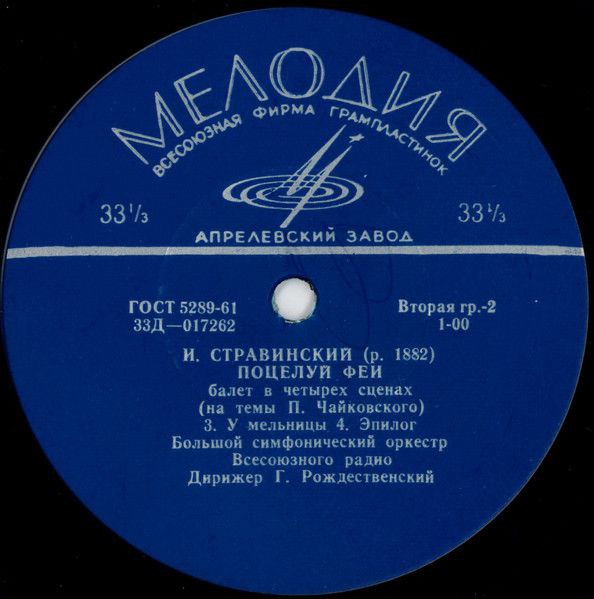 МЕЛОДИЯ
ВСЕСОЮЗНАЯ ФИРМА ГРАМПЛАСТИНОК
33⅓ 33⅓
АПРЕЛЕВСКИЙ ЗАВОД
ГОСТ 5289-61 Вторая гр.-2
33Д—017262 1-00
И. СТРАВИНСКИЙ (р. 1882)
ПОЦЕЛУЙ ФЕИ
балет в четырех сценах
(на темы П. Чайковского)
3. У мельницы 4. Эпилог
Большой симфонический оркестр
Всесоюзного радио
Дирижер Г. Рождественский